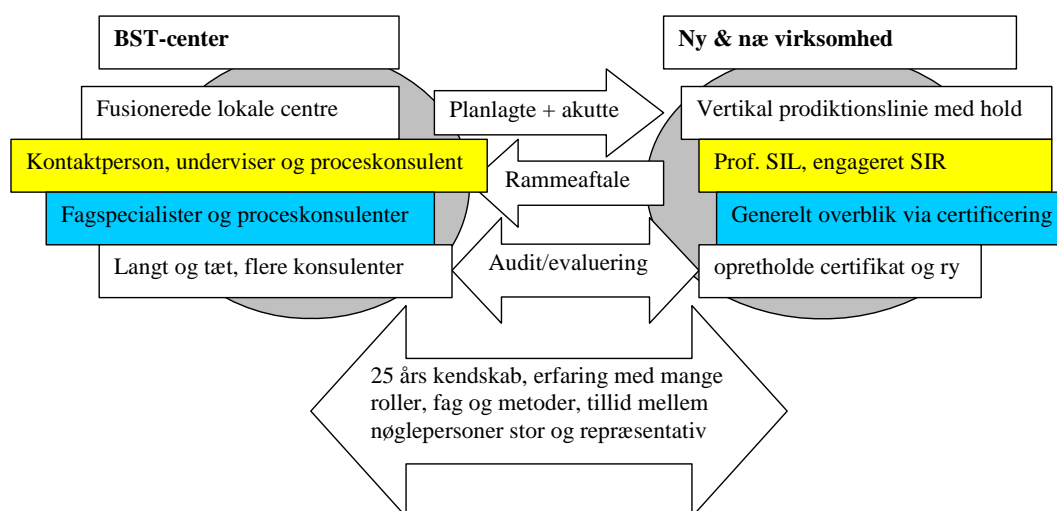 BST-center
Ny & næ virksomhed
Fusionerede lokale centre
Planlagte + akutte
Vertikal prodiktionslinie med hold
Kontaktperson, underviser og proceskonsulent
Rammeaftale
Prof. SIL, engageret SIR
Fagspecialister og proceskonsulenter
Generelt overblik via certificering
Langt og tæt, flere konsulenter
Audit/evaluering
opretholde certifikat og ry
25 års kendskab, erfaring med mange
roller, fag og metoder, tillid mellem
nøglepersoner stor og repræsentativ